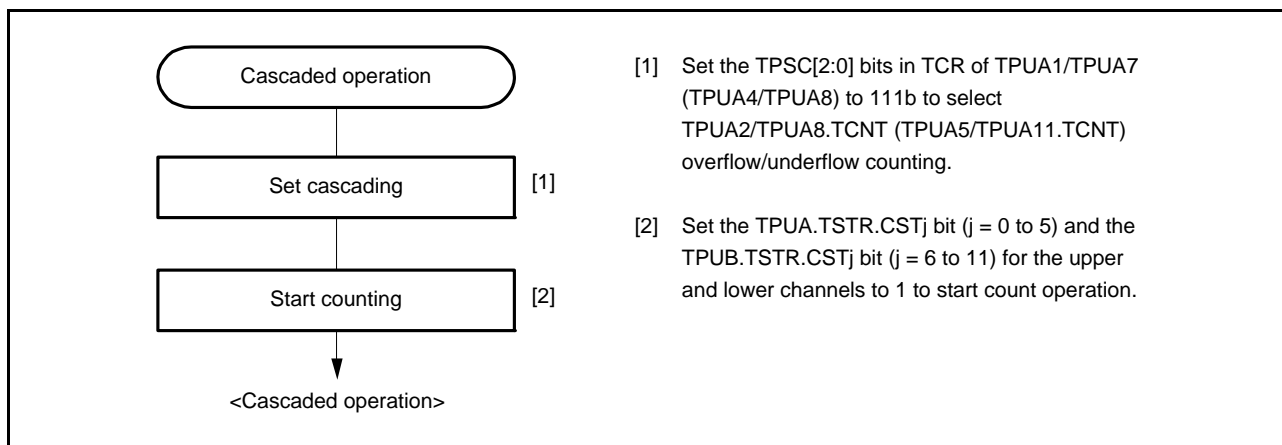 Cascaded operation
Set cascading
[1]
Start counting
[2]
<Cascaded operation>
[1] Set the TPSC[2:0] bits in TCR of TPUA1/TPUA7
(TPUA4/TPUA8) to 111b to select
TPUA2/TPUA8.TCNT (TPUA5/TPUA11.TCNT)
overflow/underflow counting.
[2] Set the TPUA.TSTR.CSTj bit (j = 0 to 5) and the
TPUB.TSTR.CSTj bit (j = 6 to 11) for the upper
and lower channels to 1 to start count operation.